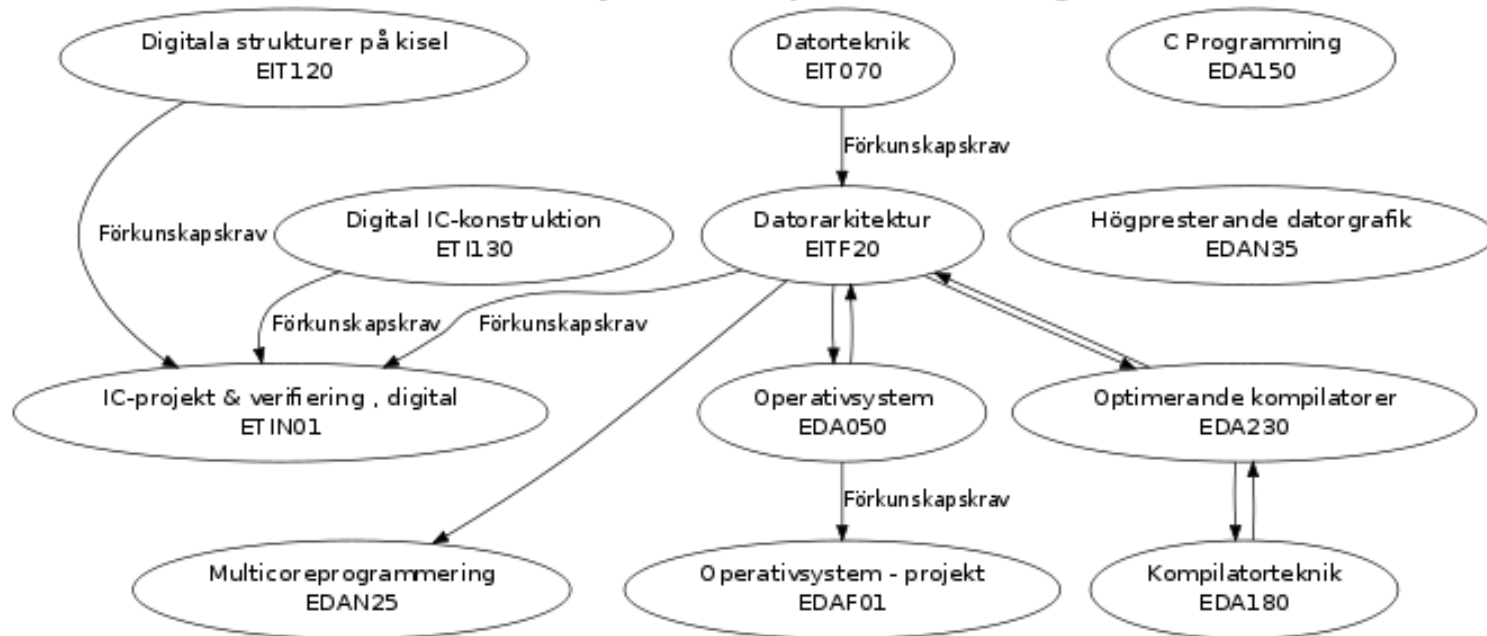 Digitala strukturer på kisel
EIT120
Datorteknik
EIT070
C Programming
EDA150
Förkunskapskrav
Förkunskapskrav
Digital IC-konstruktion
ETI130
Datorarkitektur
EITF20
Högpresterande datorgrafik
EDAN35
Förkunskapskrav
Förkunskapskrav
IC-projekt & verifiering , digital
ETIN01
Operativsystem
EDA050
Optimerande kompilatorer
EDA230
Förkunskapskrav
Multicoreprogrammering
EDAN25
Operativsystem - projekt
EDAF01
Kompilatorteknik
EDA180